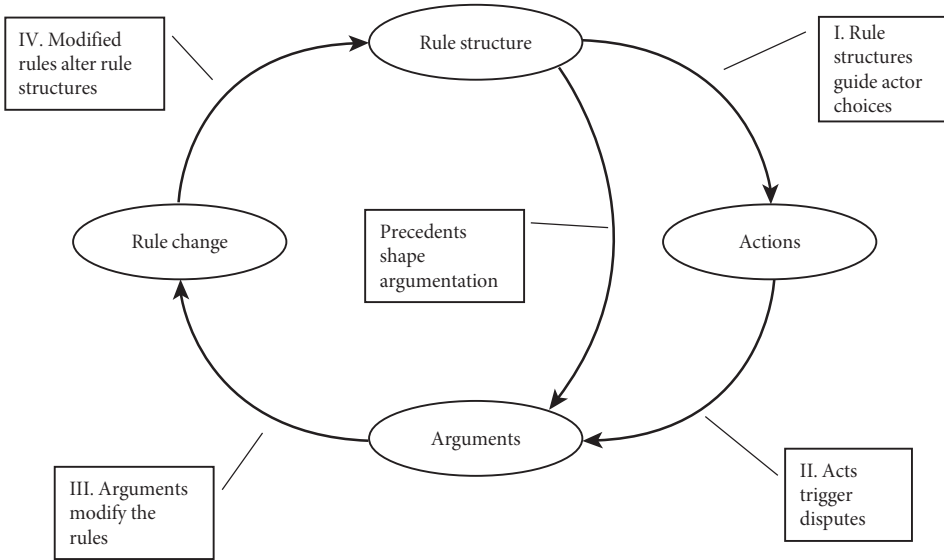 IV. Modified
rules alter rule
structures
Rule structure
I. Rule
structures
guide actor
choices
Rule change
Precedents
shape
argumentation
Actions
Arguments
III. Arguments
modify the
rules
II. Acts
trigger
disputes